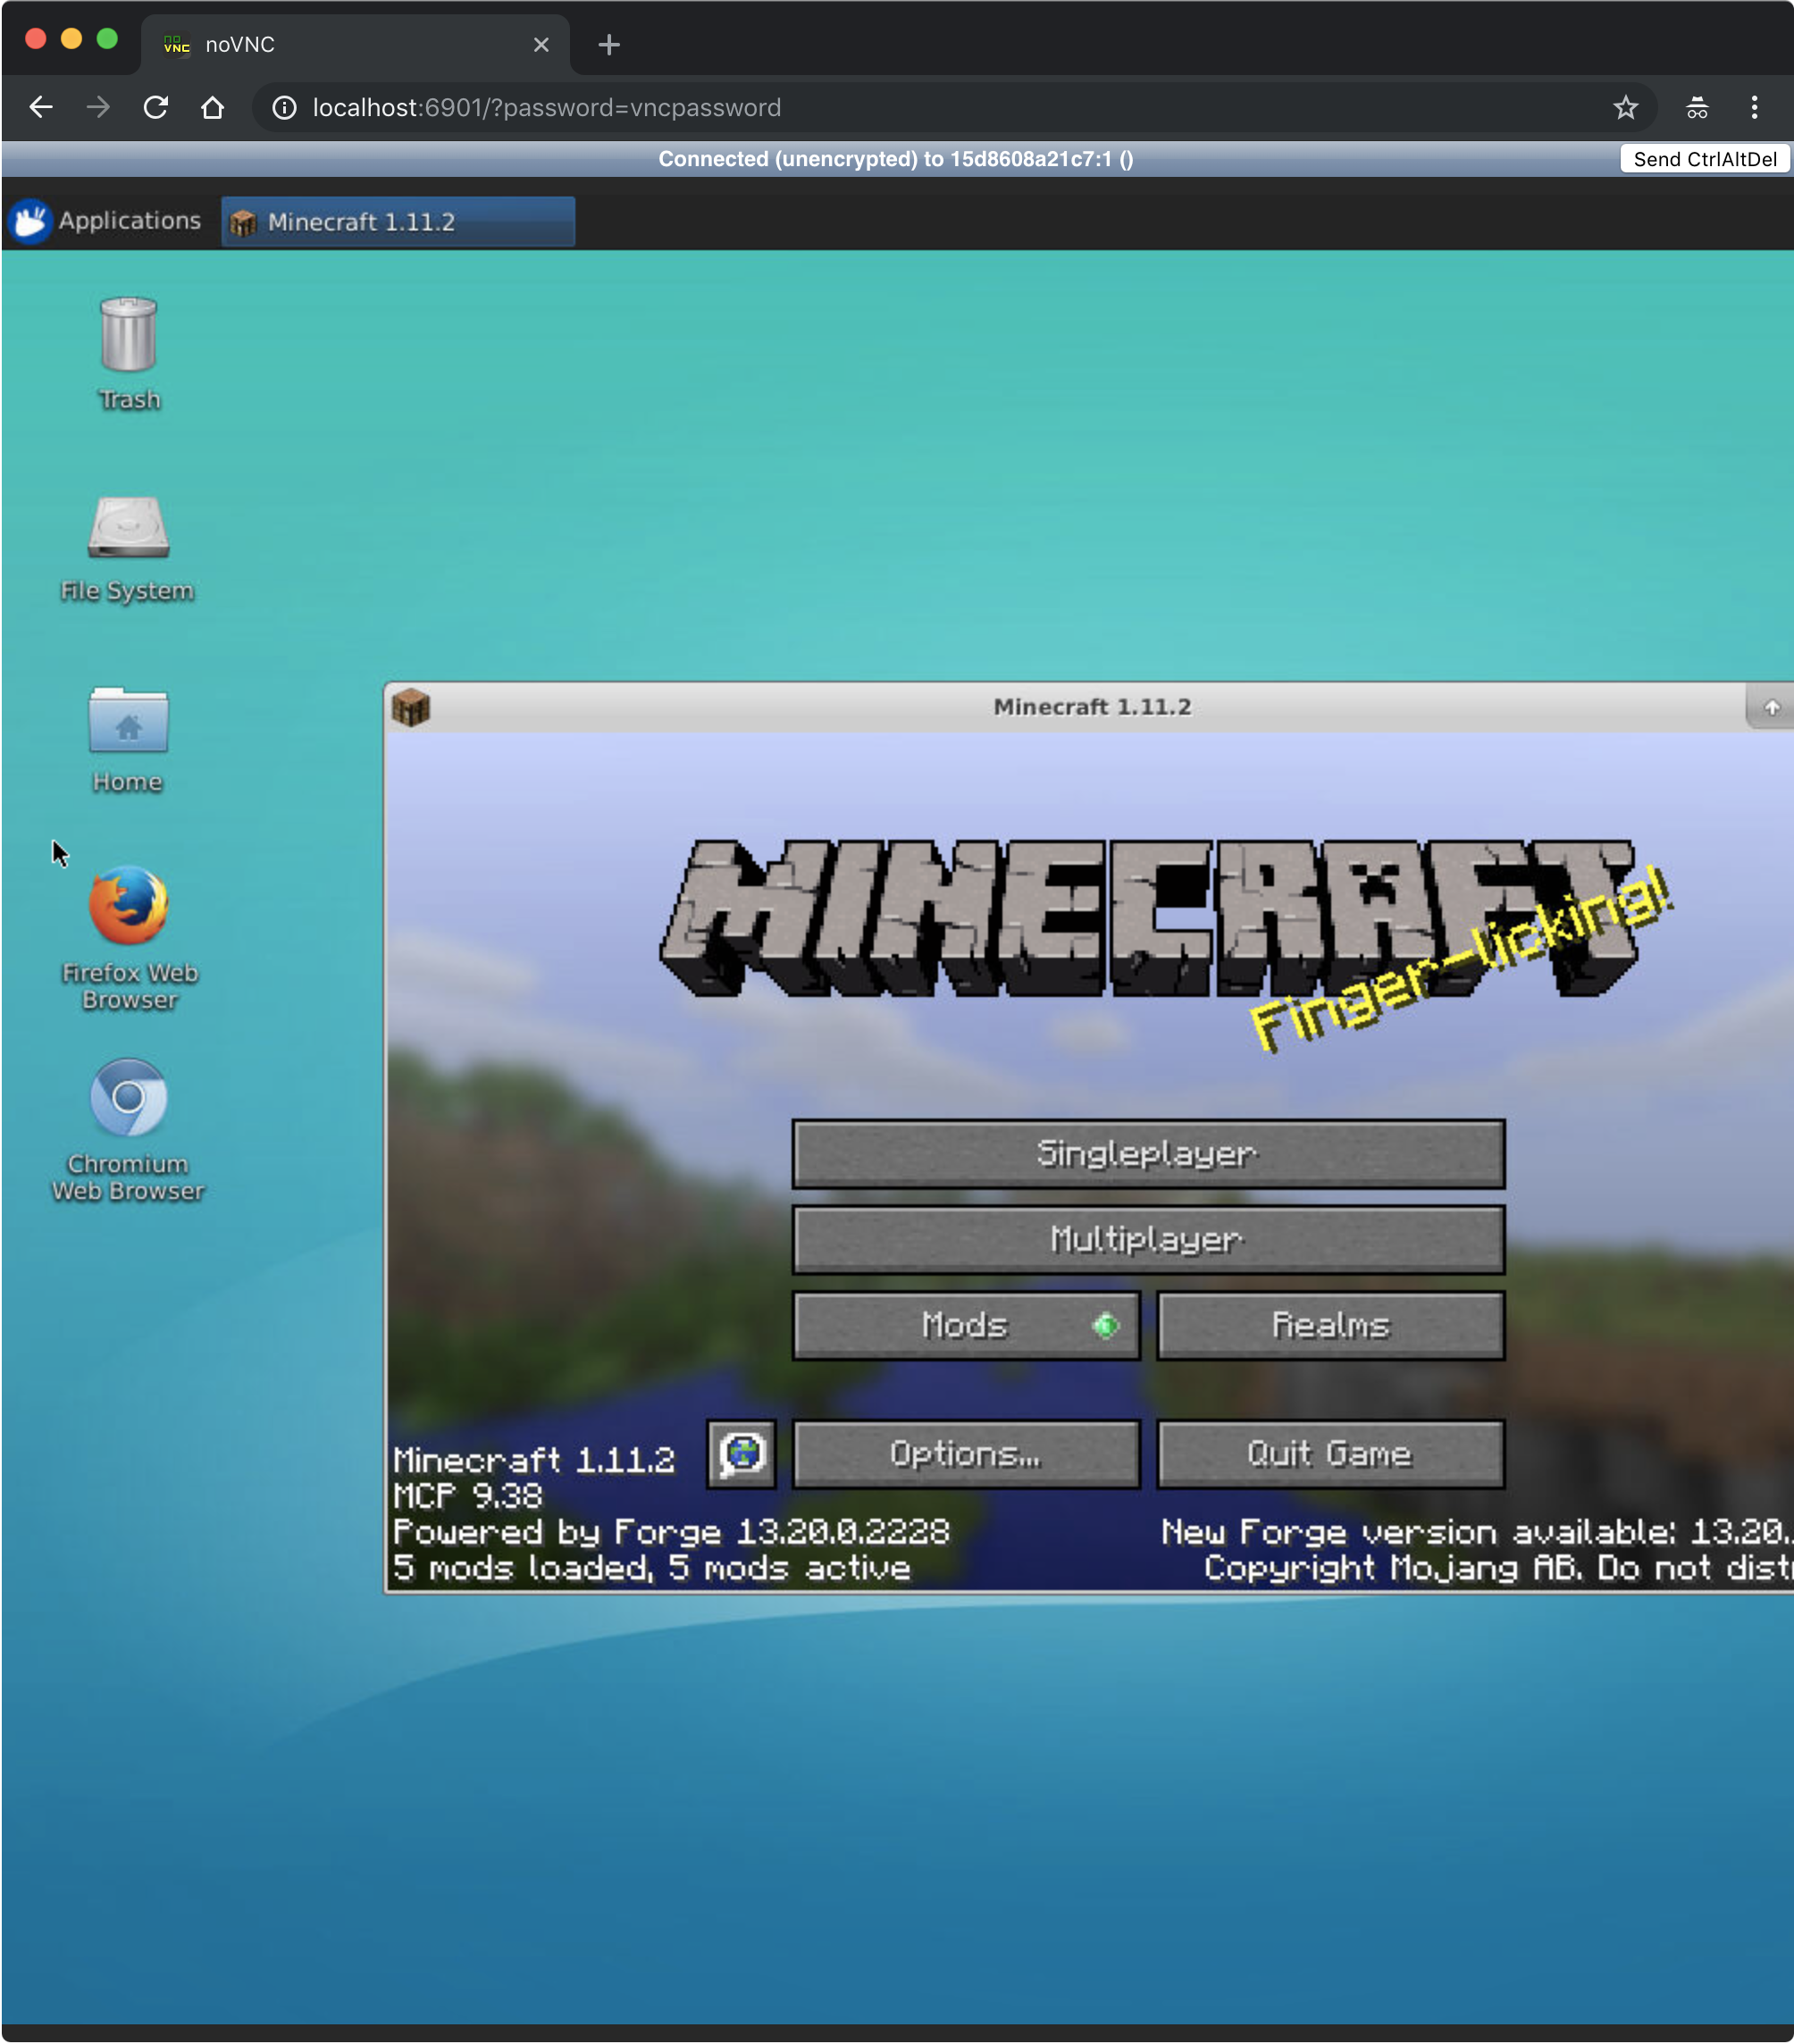 noVNC
localhost:6901/?password=vncpassword
Connected (unencrypted) to 15d8608a21c7:1 ()
Send CtrlAltDel
Applications
Minecraft 1.11.2
Trash
File System
Home
Firefox Web
Browser
Chromium
Web Browser
Minecraft 1.11.2
MINECRAFT
Finger-licking!
Singleplayer
Multiplayer
Mods
Realms
Options...
Quit Game
Minecraft 1.11.2
MCP 9.38
Powered by Forge 13.20.0.2228
5 mods loaded, 5 mods active
New Forge version available: 13.20.
Copyright Mojang AB. Do not dist